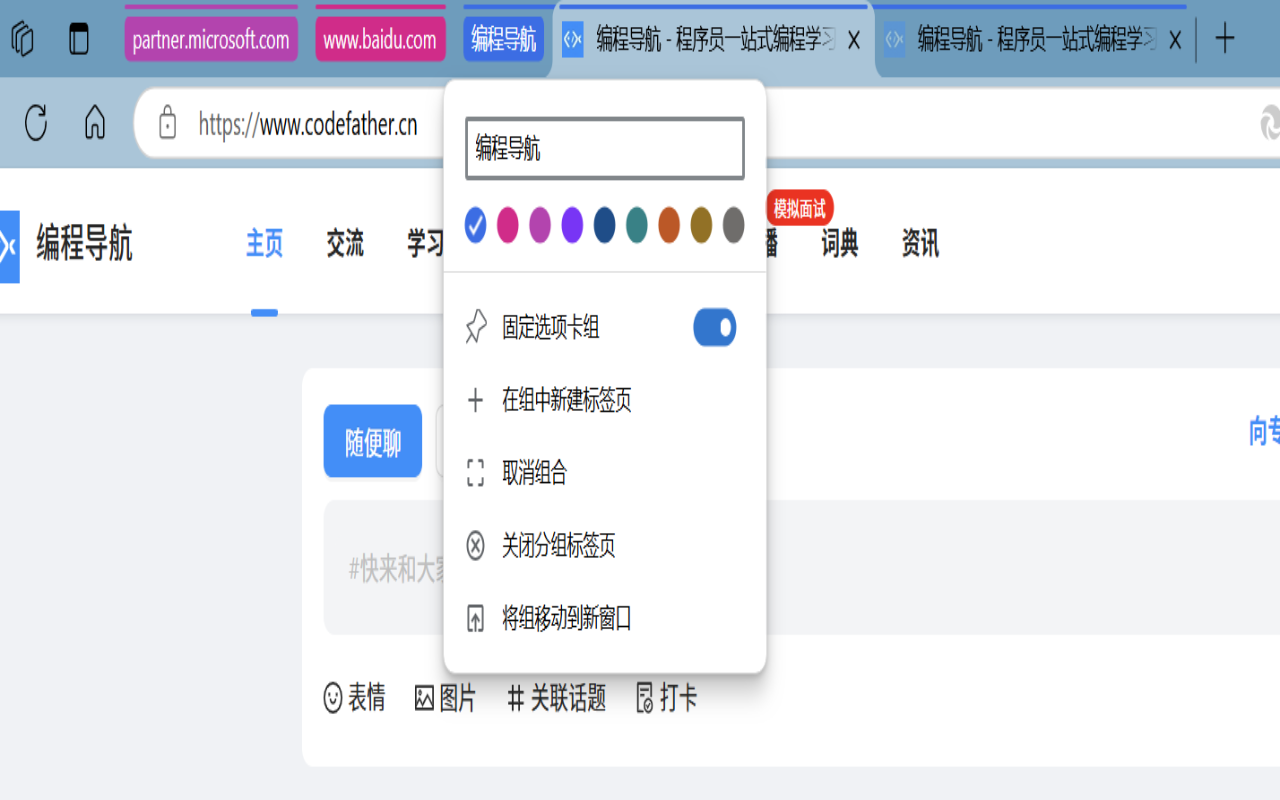 partner.microsoft.com www.baidu.com 编程导航 编程导航 - 程序员一站式编程学习 编程导航 - 程序员一站式编程学习
https://www.codefather.cn
编程导航
模拟面试
编程导航 主页 交流 学习 播 词典 资讯
固定选项卡组
在组中新建标签页
随便聊 向专
取消组合
关闭分组标签页
#快来和大家
将组移动到新窗口
表情 图片 # 关联话题 打卡